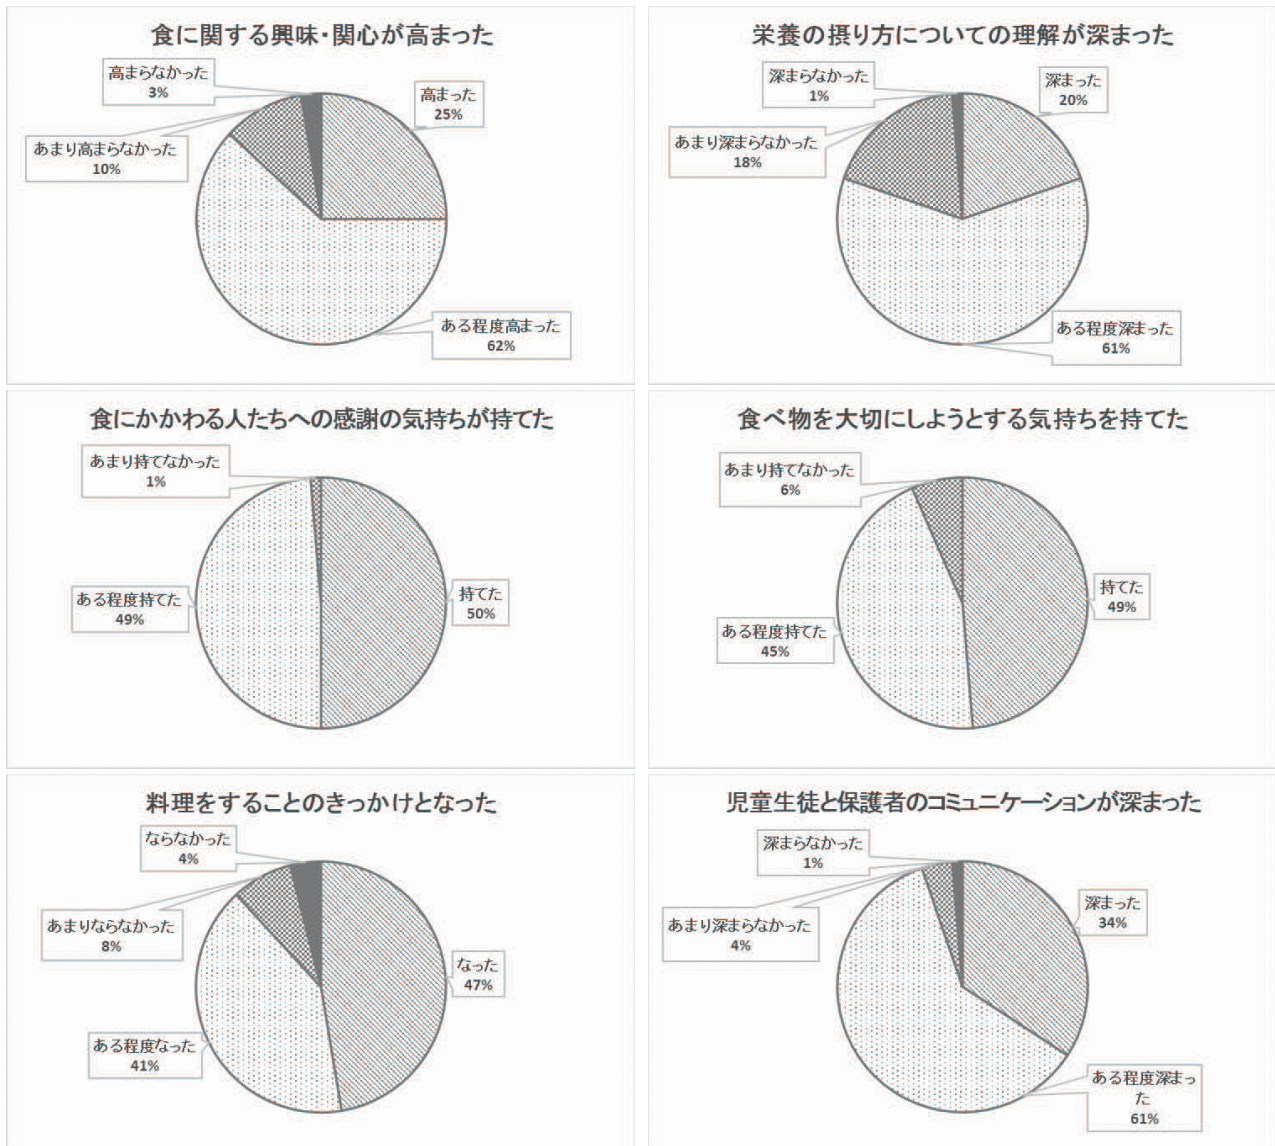 食に関する興味・関心が高まった
高まらなかった
3%
高まった
25%
あまり高まらなかった
10%
ある程度高まった
62%
栄養の摂り方についての理解が深まった
深まらなかった
1%
深まった
20%
あまり深まらなかった
18%
ある程度深まった
61%
食にかかわる人たちへの感謝の気持ちが持てた
あまり持てなかった
1%
ある程度持てた
49%
持てた
50%
食べ物を大切にしようとする気持ちを持てた
あまり持てなかった
6%
持てた
49%
ある程度持てた
45%
料理をすることのきっかけとなった
ならなかった
4%
あまりならなかった
8%
なった
47%
ある程度なった
41%
児童生徒と保護者のコミュニケーションが深まった
深まらなかった
1%
深まった
34%
あまり深まらなかった
4%
ある程度深まっ
た
61%